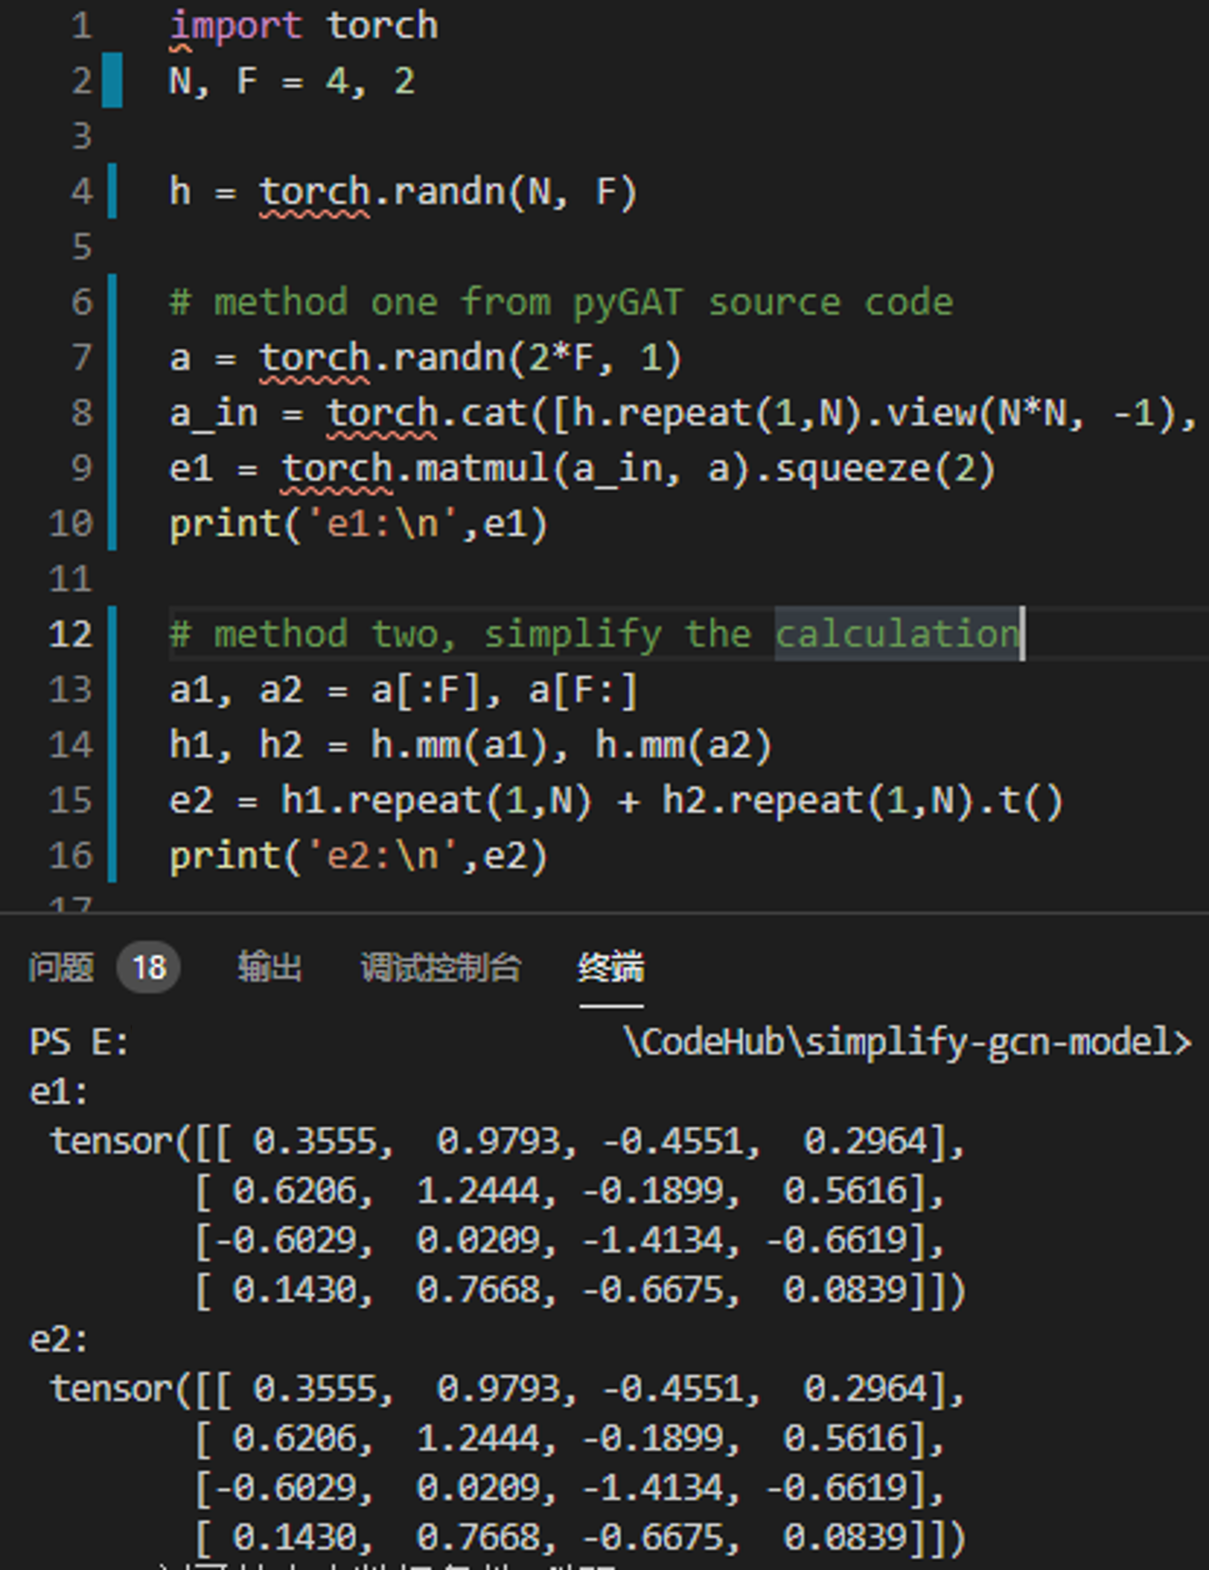 1 import torch
2 N, F = 4, 2
3
4 h = torch.randn(N, F)
5
6 # method one from pyGAT source code
7 a = torch.randn(2*F, 1)
8 a_in = torch.cat([h.repeat(1,N).view(N*N, -1),
9 e1 = torch.matmul(a_in, a).squeeze(2)
10 print('e1:\n',e1)
11
12 # method two, simplify the calculation
13 a1, a2 = a[:F], a[F:]
14 h1, h2 = h.mm(a1), h.mm(a2)
15 e2 = h1.repeat(1,N) + h2.repeat(1,N).t()
16 print('e2:\n',e2)
17
问题 18 输出 调试控制台 终端
PS E: \CodeHub\simplify-gcn-model>
e1:
tensor([[ 0.3555,  0.9793, -0.4551,  0.2964],
[ 0.6206,  1.2444, -0.1899,  0.5616],
[-0.6029,  0.0209, -1.4134, -0.6619],
[ 0.1430,  0.7668, -0.6675,  0.0839]])
e2:
tensor([[ 0.3555,  0.9793, -0.4551,  0.2964],
[ 0.6206,  1.2444, -0.1899,  0.5616],
[-0.6029,  0.0209, -1.4134, -0.6619],
[ 0.1430,  0.7668, -0.6675,  0.0839]])